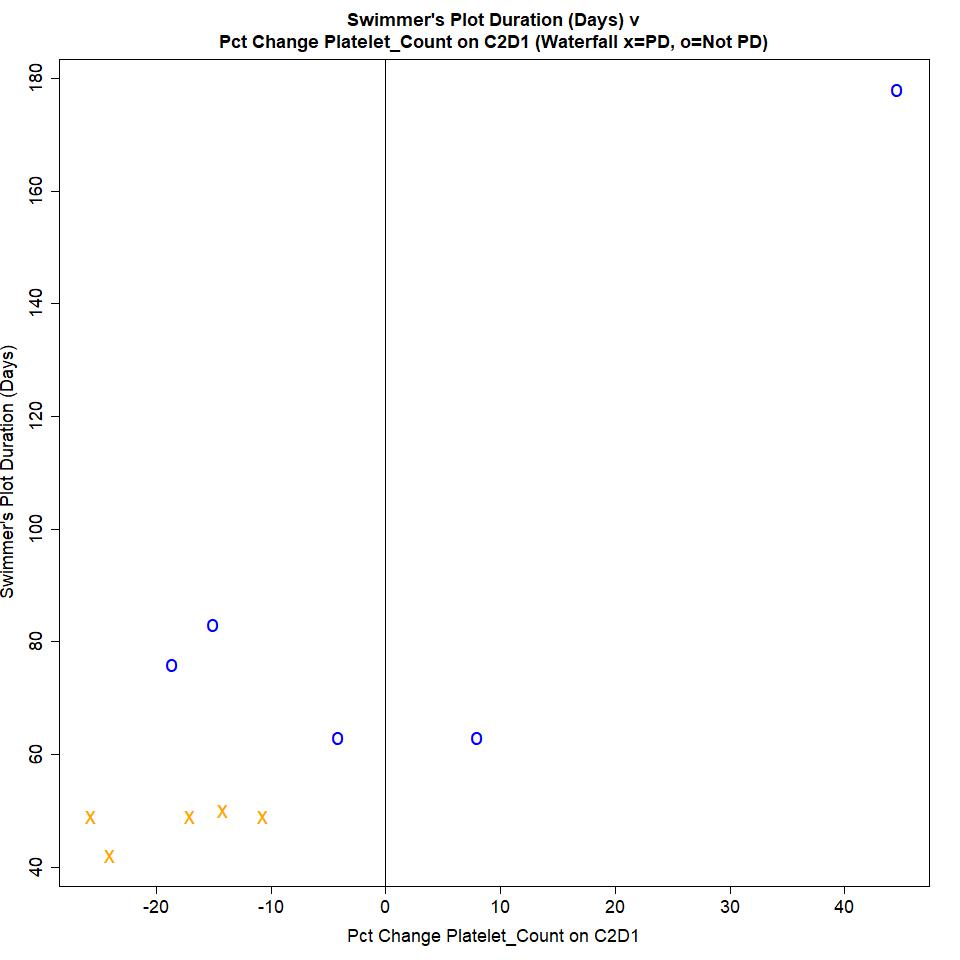 Swimmer's Plot Duration (Days) v
Pct Change Platelet_Count on C2D1 (Waterfall x=PD, o=Not PD)
Swimmer's Plot Duration (Days)
180
160
140
120
100
80
60
40
o
o
o
o
o
x
x
x
x
x
-20
-10
0
10
20
30
40
Pct Change Platelet_Count on C2D1